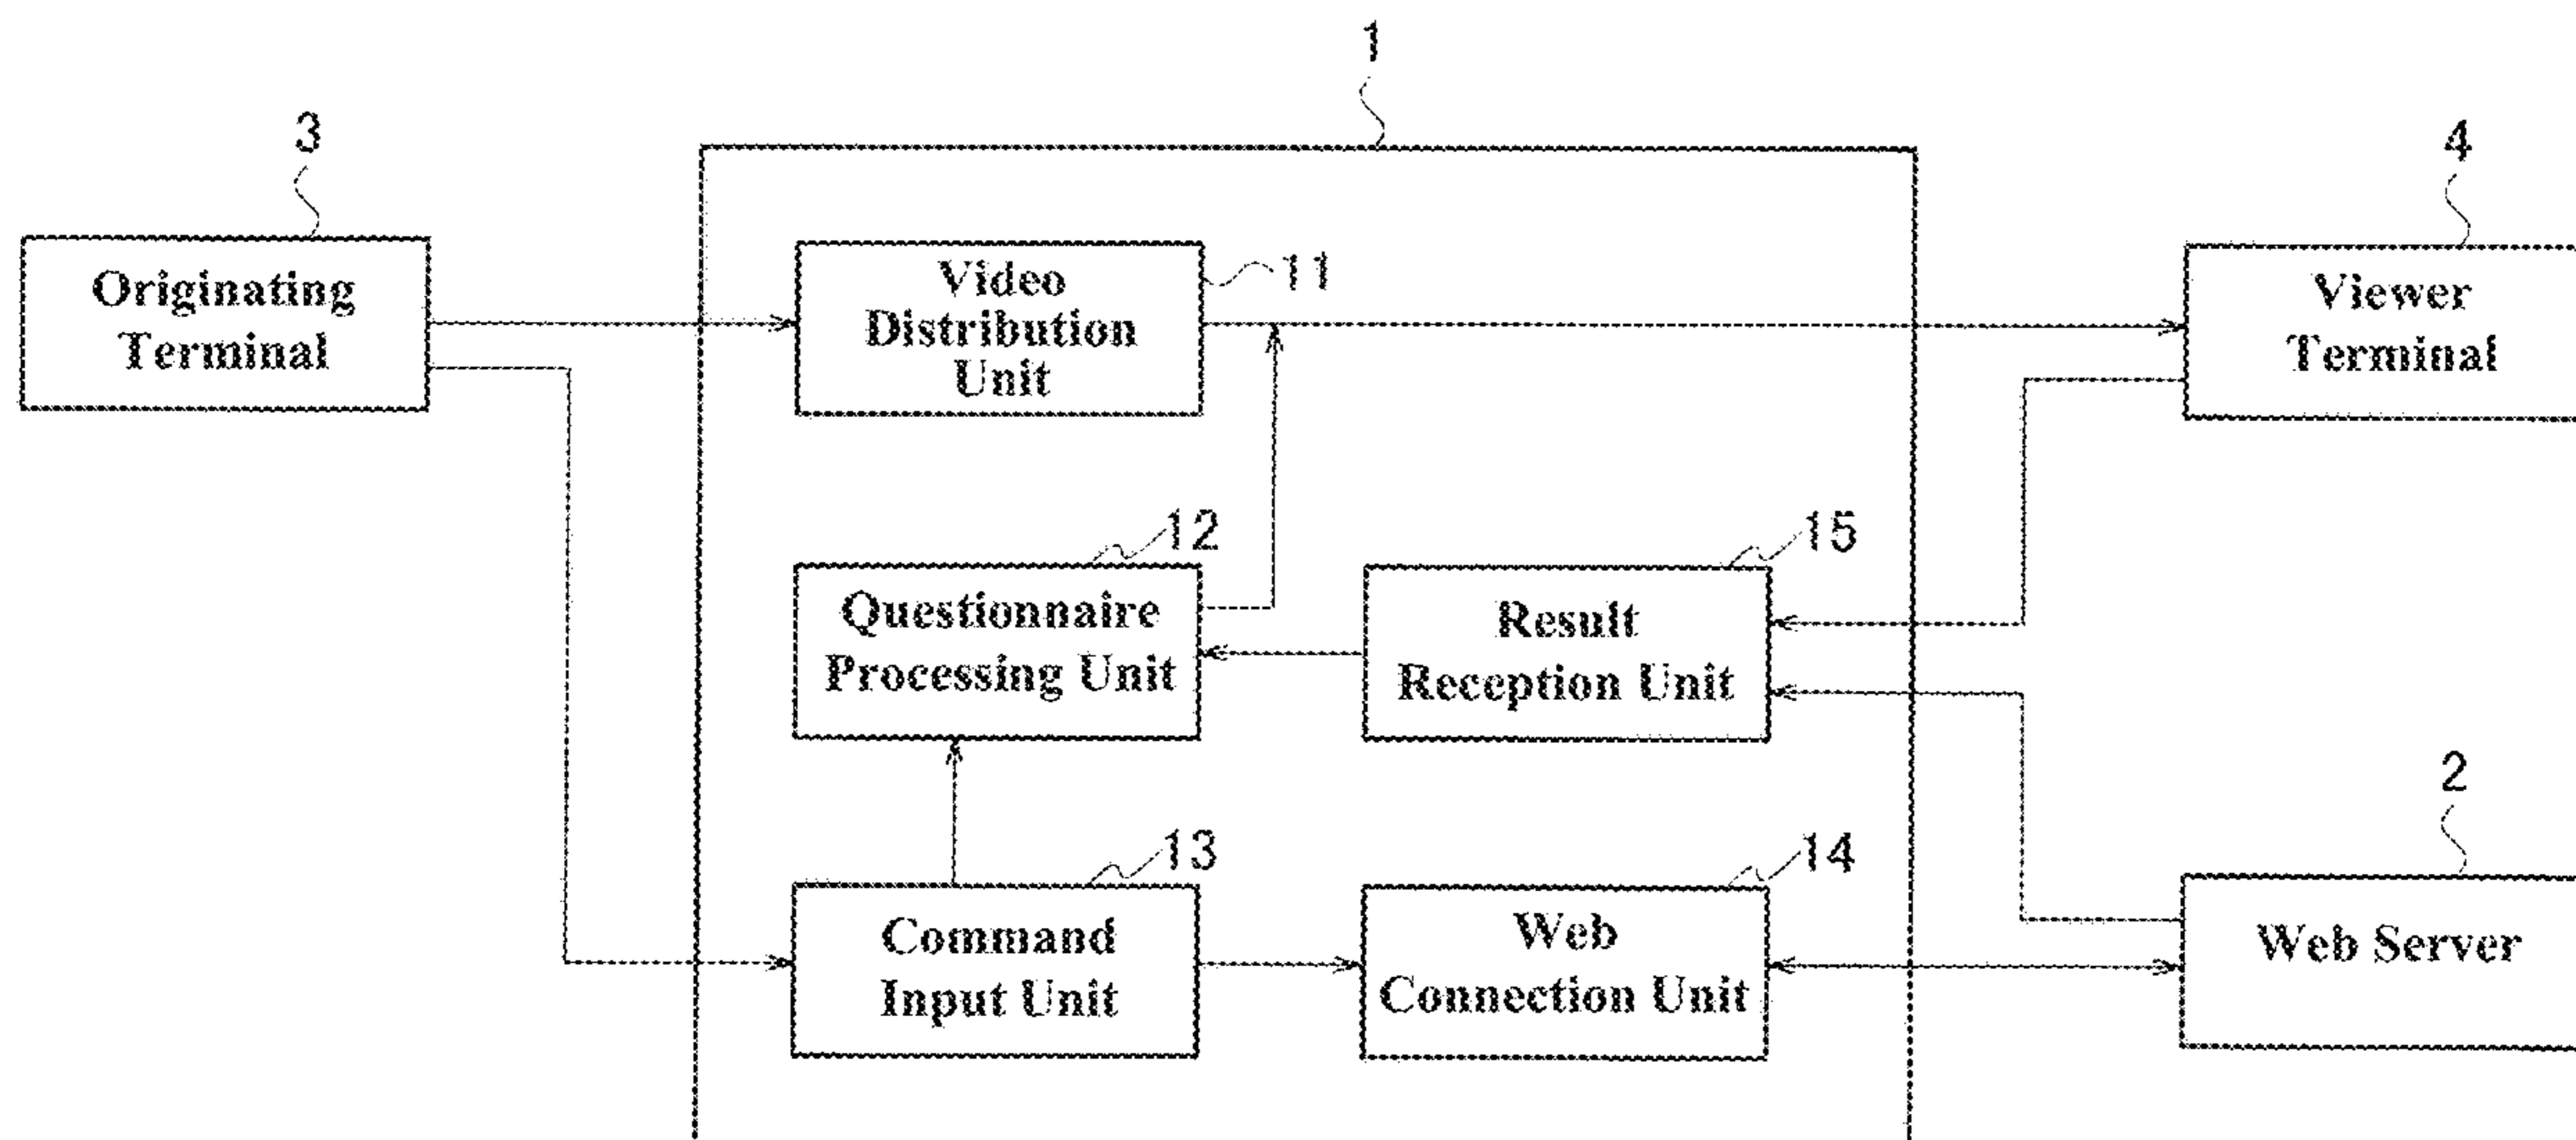 1
3
4
Originating
Terminal
Video
Distribution
Unit
11
Viewer
Terminal
12
Questionnaire
Processing Unit
15
Result
Reception Unit
2
13
Command
Input Unit
14
Web
Connection Unit
Web Server